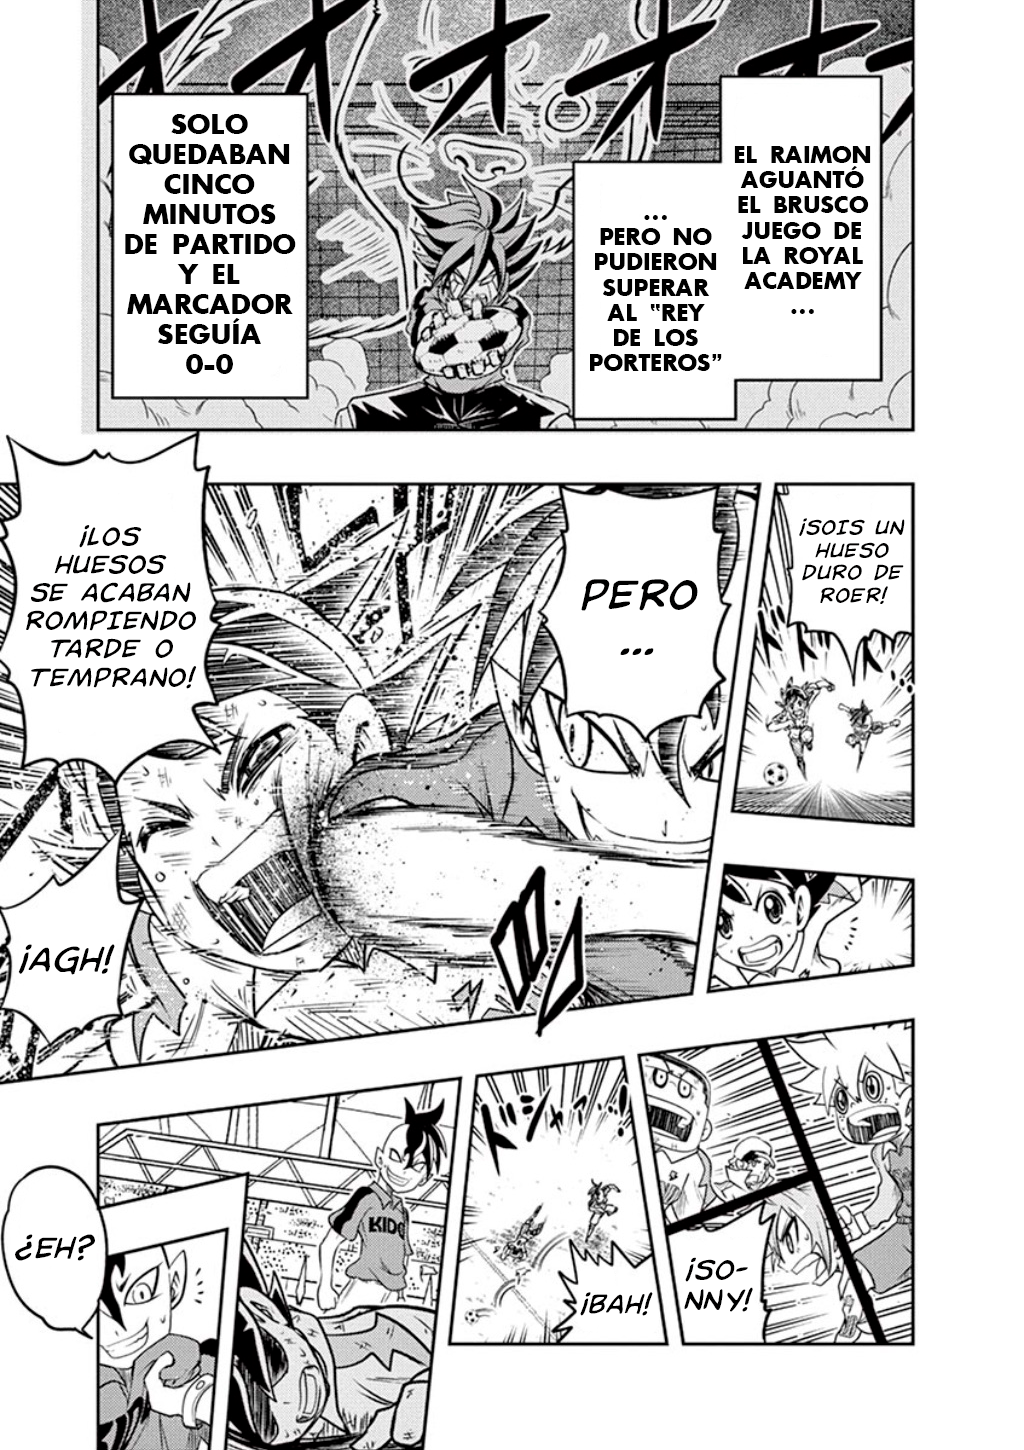 EL RAIMON
AGUANTÓ
EL BRUSCO
JUEGO DE
LA ROYAL
ACADEMY
...
...
PERO NO
PUDIERON
SUPERAR
AL "REY
DE LOS
PORTEROS"
SOLO
QUEDABAN
CINCO
MINUTOS
DE PARTIDO
Y EL
MARCADOR
SEGUÍA
0-0
¡SOIS UN
HUESO
DURO DE
ROER!
PERO
...
¡LOS
HUESOS
SE ACABAN
ROMPIENDO
TARDE O
TEMPRANO!
¡AGH!
¡SO-
NNY!
¡BAH!
KIDO
¿EH?